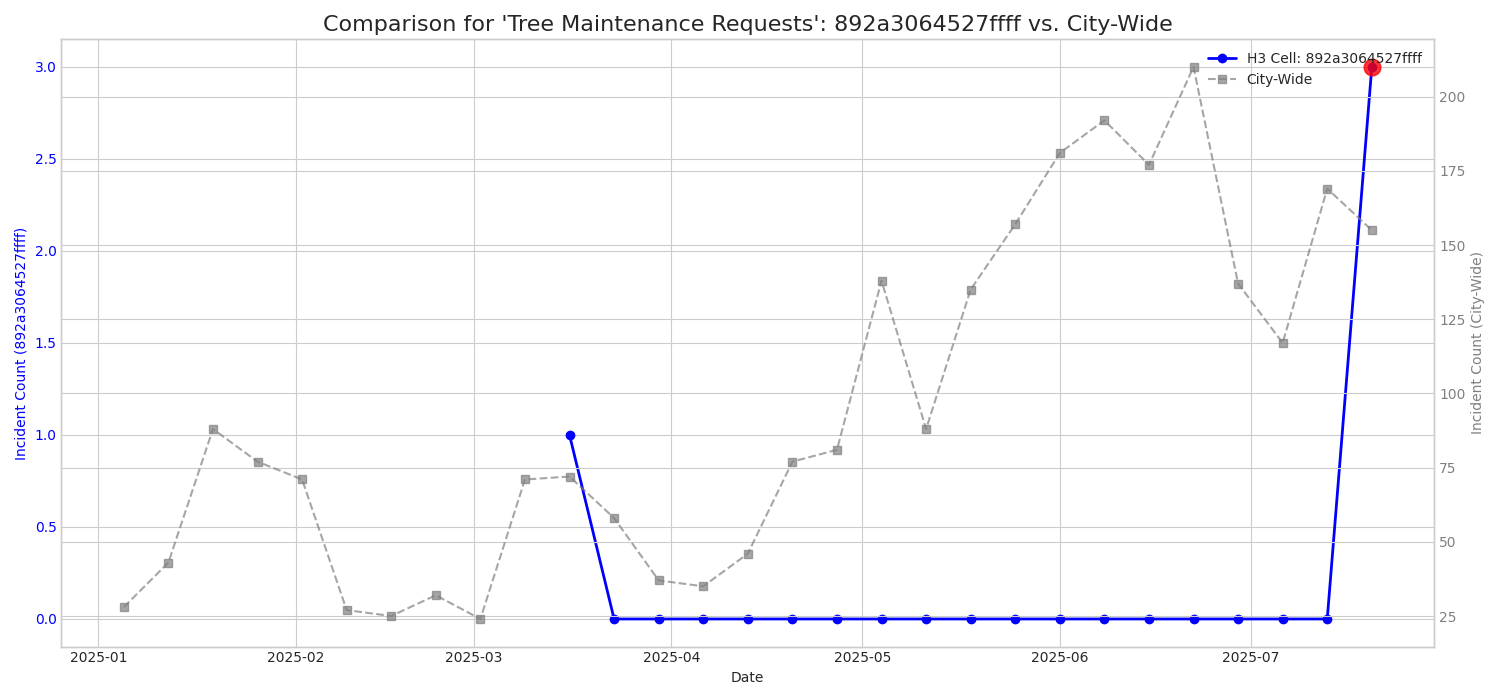 Comparison for 'Tree Maintenance Requests': 892a3064527ffff vs. City-Wide
H3 Cell: 892a3064527ffff
City-Wide
Incident Count (892a3064527ffff)
3.0
2.5
2.0
1.5
1.0
0.5
0.0
200
175
150
125
100
75
50
25
Incident Count (City-Wide)
2025-01 2025-02 2025-03 2025-04 2025-05 2025-06 2025-07
Date